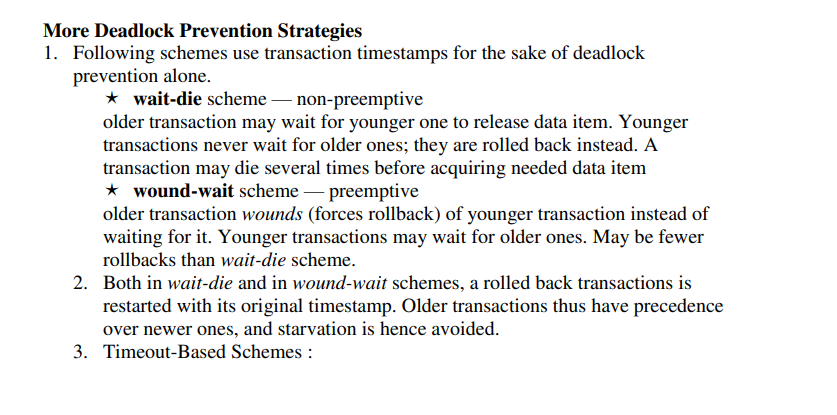 More Deadlock Prevention Strategies
1. Following schemes use transaction timestamps for the sake of deadlock
prevention alone.
★ wait-die scheme — non-preemptive
older transaction may wait for younger one to release data item. Younger
transactions never wait for older ones; they are rolled back instead. A
transaction may die several times before acquiring needed data item
★ wound-wait scheme — preemptive
older transaction wounds (forces rollback) of younger transaction instead of
waiting for it. Younger transactions may wait for older ones. May be fewer
rollbacks than wait-die scheme.
2. Both in wait-die and in wound-wait schemes, a rolled back transactions is
restarted with its original timestamp. Older transactions thus have precedence
over newer ones, and starvation is hence avoided.
3. Timeout-Based Schemes :